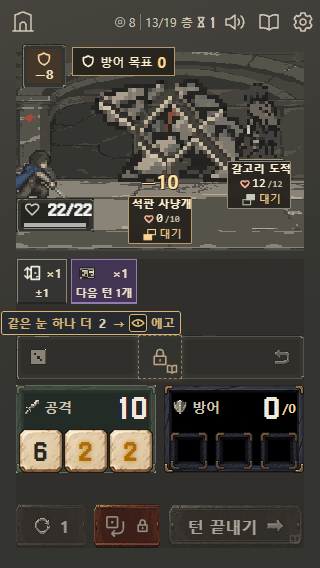 8 13/19 층 1
-8
방어 목표 0
-10
갈고리 도적
12/12
대기
22/22
석판 사냥개
0/10
대기
×1
±1
×1
다음 턴 1개
같은 눈 하나 더 2 → 예고
공격 10
6 2 2
방어 0/0
1
턴 끝내기 →